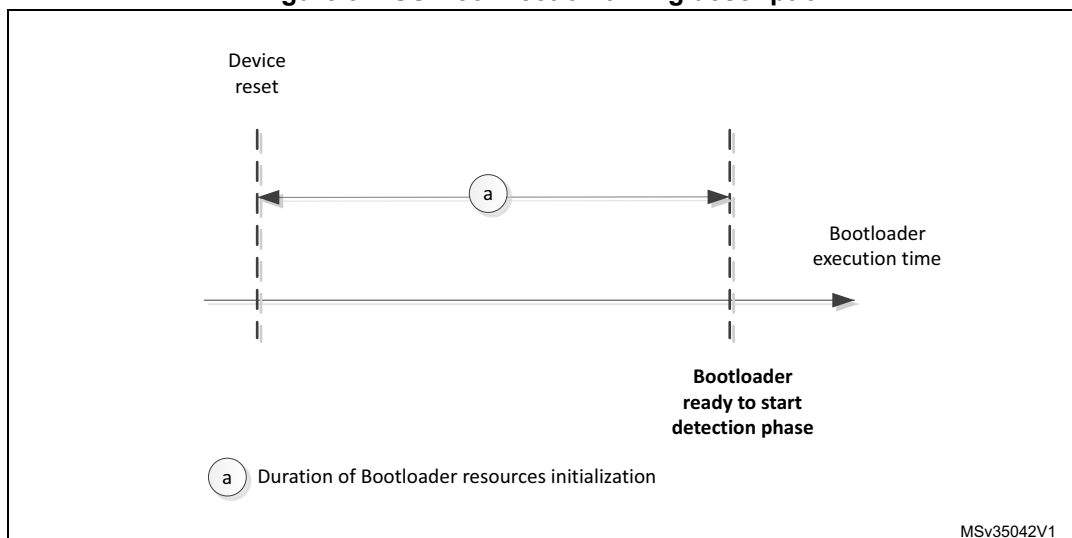 Device
reset
a
Bootloader
execution time
Bootloader
ready to start
detection phase
a Duration of Bootloader resources initialization
MSv35042V1